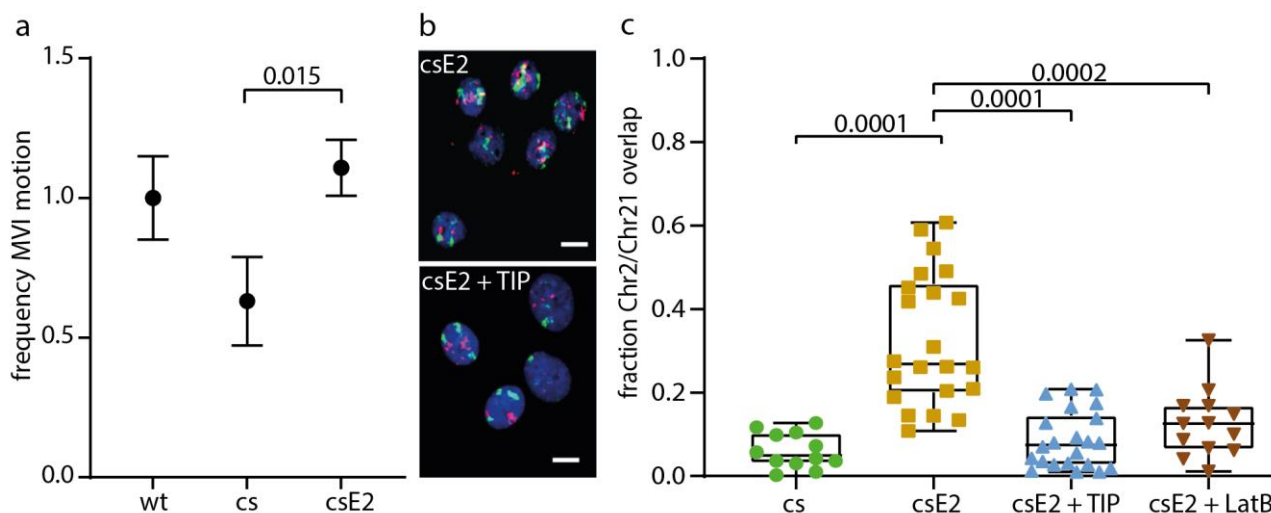 a
frequency MVI motion
1.5
1.0
0.5
0.0
0.015
wt
cs
csE2
b
csE2
csE2 + TIP
c
fraction Chr2/Chr21 overlap
1.0
0.8
0.6
0.4
0.2
0.0
0.0002
0.0001
0.0001
cs
csE2
csE2 + TIP
csE2 + LatB